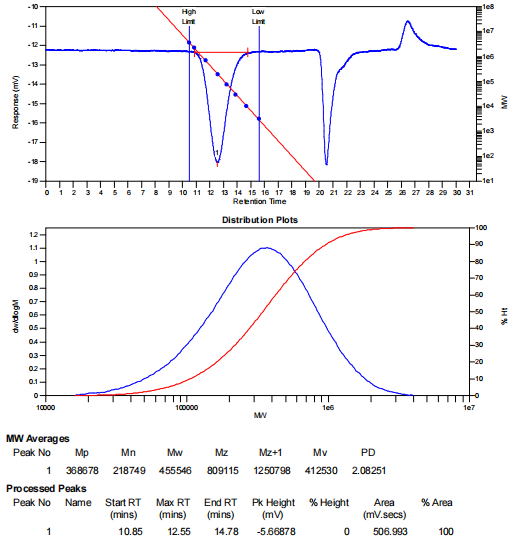 High Low
Limit Limit
-10 1e8
-11 1e7
-12 1e6
-13 1e5
-14
-15 1e4
-16 1e3
-17 1e2
-18
-19 1e1
Response (mV)
MW
1
0 1 2 3 4 5 6 7 8 9 10 11 12 13 14 15 16 17 18 19 20 21 22 23 24 25 26 27 28 29 30 31
Retention Time
Distribution Plots
1.2 100
1.1 90
1 80
0.9 70
0.8 60
0.7 50
0.6 40
0.5 30
0.4 20
0.3 10
0.2 0
0.1
0
dw/dlogM
% Ht
10000 100000 1e6 1e7
MW
MW Averages
Peak No Mp Mn Mw Mz Mz+1 Mv PD
1 368678 218749 455546 809115 1250798 412530 2.08251
Processed Peaks
Peak No Name Start RT Max RT End RT Pk Height % Height Area % Area
(mins) (mins) (mins) (mV) (mV.secs)
1 10.85 12.55 14.78 -5.66878 0 506.993 100